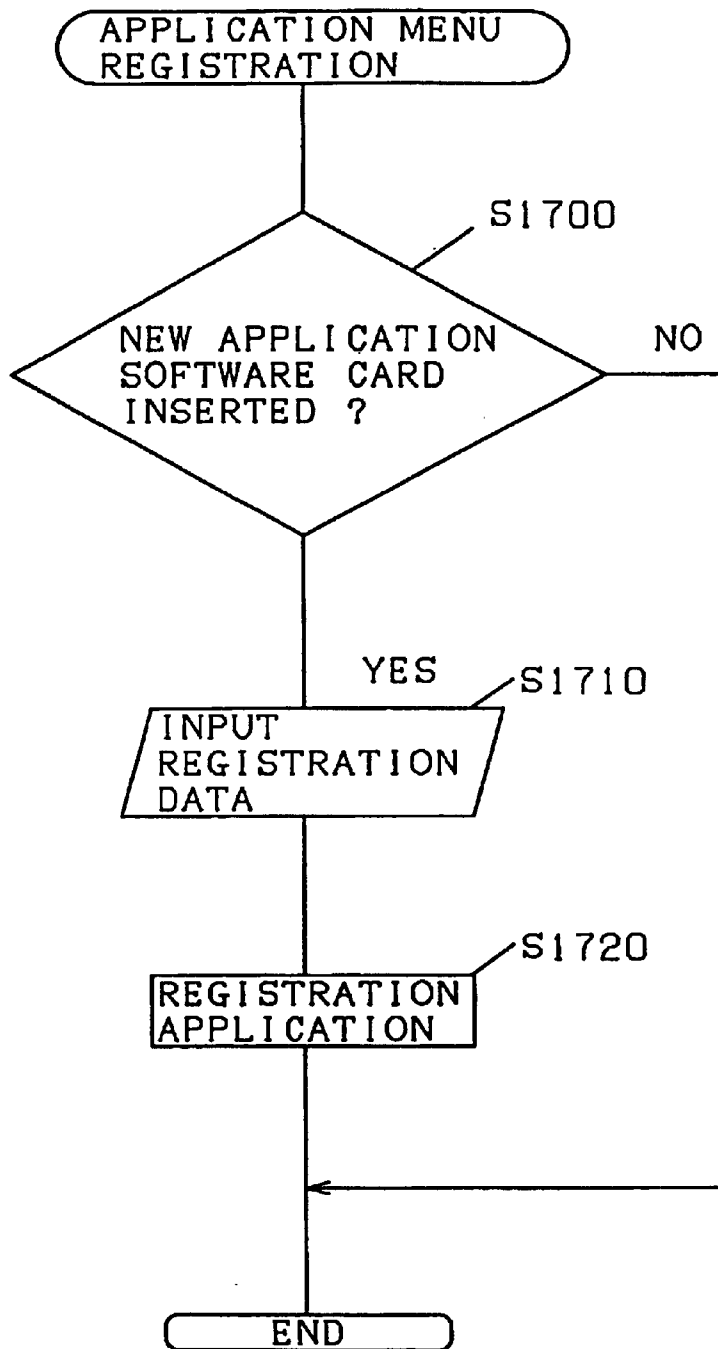 APPLICATION MENU
REGISTRATION
S1700
NEW APPLICATION
SOFTWARE CARD
INSERTED ?
NO
YES
S1710
INPUT
REGISTRATION
DATA
S1720
REGISTRATION
APPLICATION
END